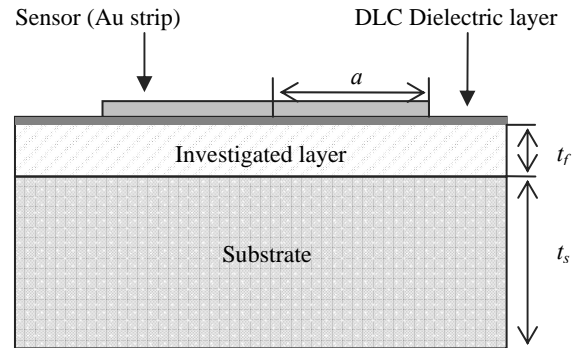 Sensor (Au strip)
DLC Dielectric layer
a
Investigated layer
t_f
Substrate
t_s